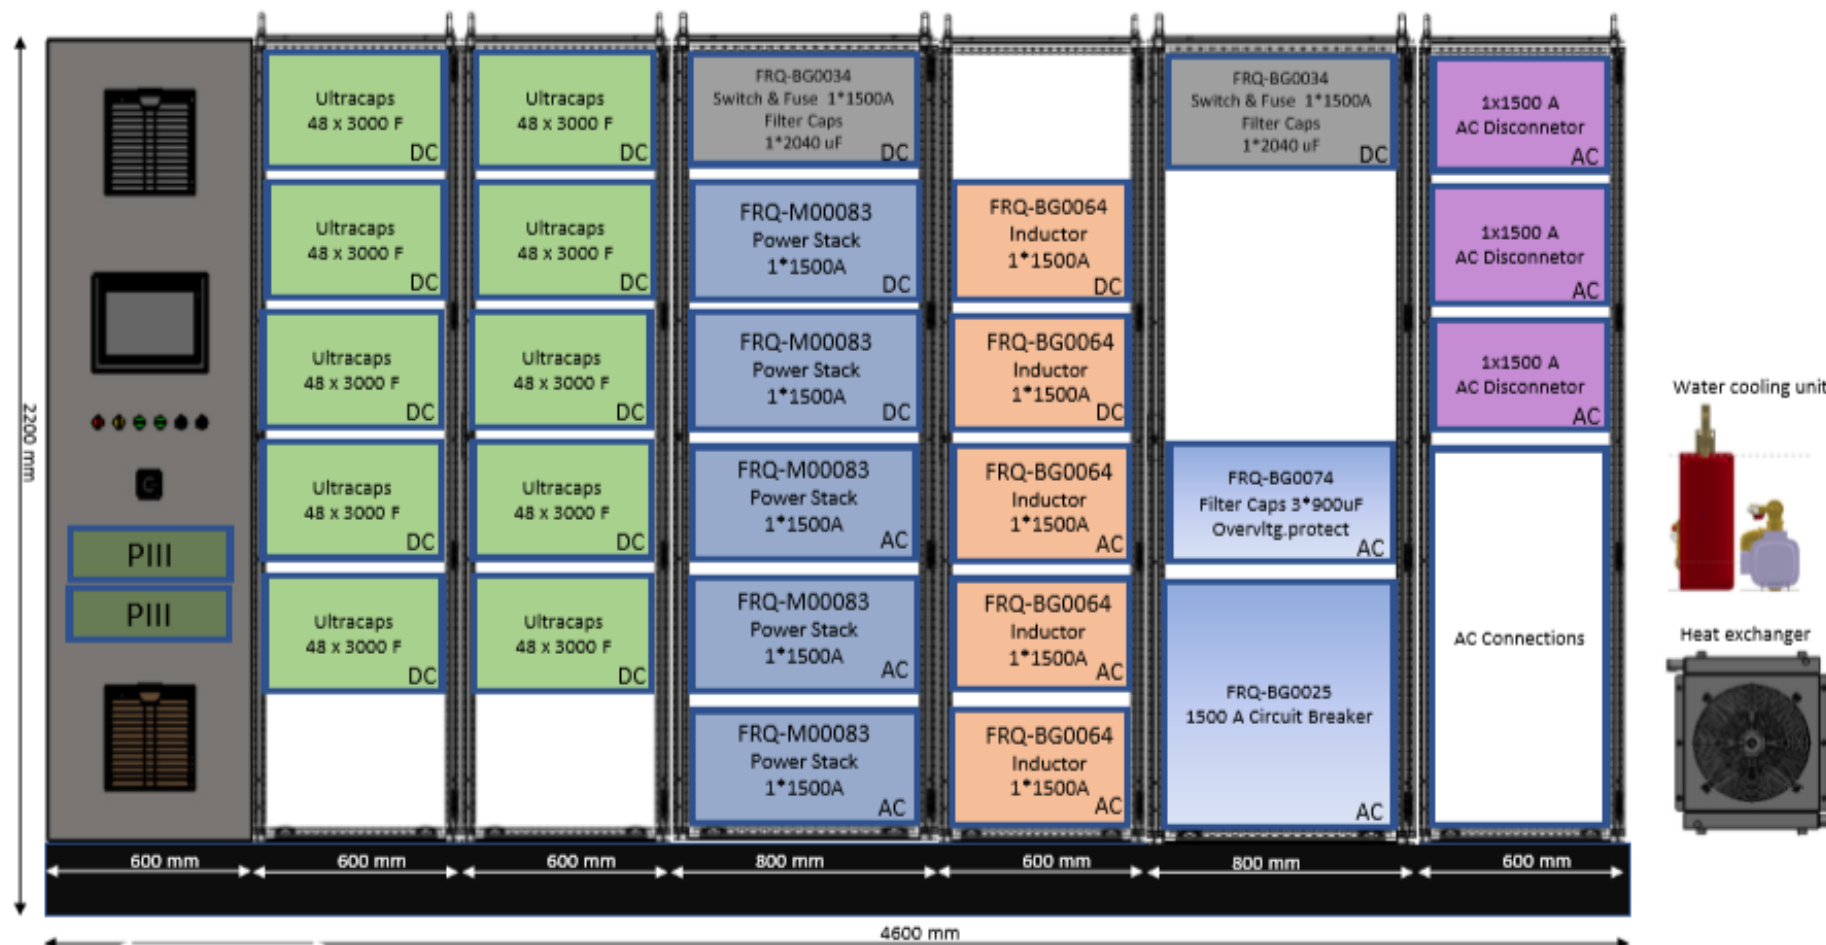 2200 mm
PIII
PIII
Ultracaps
48 x 3000 F
DC
Ultracaps
48 x 3000 F
DC
Ultracaps
48 x 3000 F
DC
Ultracaps
48 x 3000 F
DC
Ultracaps
48 x 3000 F
DC
Ultracaps
48 x 3000 F
DC
Ultracaps
48 x 3000 F
DC
Ultracaps
48 x 3000 F
DC
Ultracaps
48 x 3000 F
DC
Ultracaps
48 x 3000 F
DC
FRQ-BG0034
Switch & Fuse 1*1500A
Filter Caps
1*2040 uF
DC
FRQ-M00083
Power Stack
1*1500A
DC
FRQ-M00083
Power Stack
1*1500A
DC
FRQ-M00083
Power Stack
1*1500A
AC
FRQ-M00083
Power Stack
1*1500A
AC
FRQ-M00083
Power Stack
1*1500A
AC
FRQ-BG0064
Inductor
1*1500A
DC
FRQ-BG0064
Inductor
1*1500A
DC
FRQ-BG0064
Inductor
1*1500A
AC
FRQ-BG0064
Inductor
1*1500A
AC
FRQ-BG0064
Inductor
1*1500A
AC
FRQ-BG0034
Switch & Fuse 1*1500A
Filter Caps
1*2040 uF
DC
FRQ-BG0074
Filter Caps 3*900uF
Overvltg.protect
AC
FRQ-BG0025
1500 A Circuit Breaker
AC
1x1500 A
AC Disconnetor
AC
1x1500 A
AC Disconnetor
AC
1x1500 A
AC Disconnetor
AC
AC Connections
Water cooling unit
Heat exchanger
600 mm
600 mm
600 mm
800 mm
600 mm
800 mm
600 mm
4600 mm